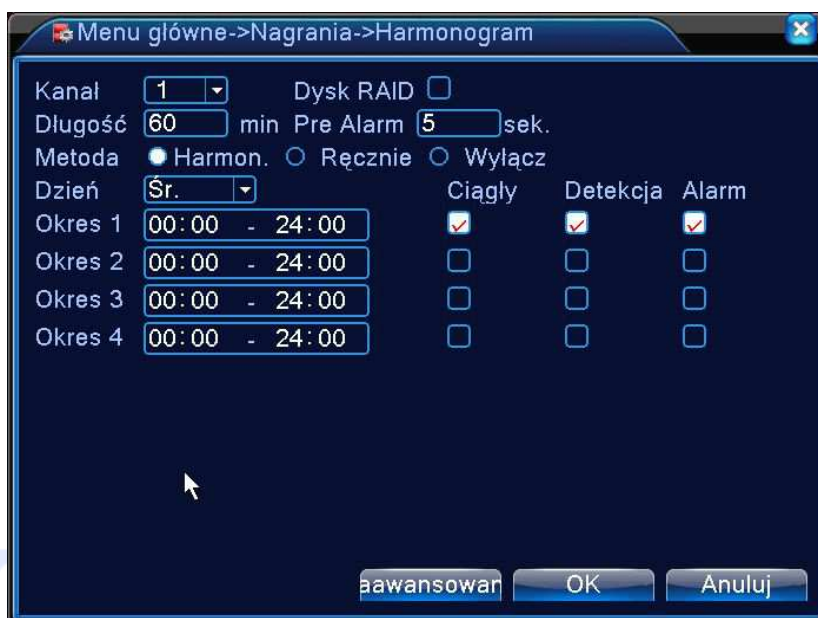 Menu główne->Nagrania->Harmonogram
Kanał 1 Dysk RAID
Długość 60 min Pre Alarm 5 sek.
Metoda Harmon. Ręcznie Wyłącz
Dzień Śr. Ciągły Detekcja Alarm
Okres 1 00:00 - 24:00
Okres 2 00:00 - 24:00
Okres 3 00:00 - 24:00
Okres 4 00:00 - 24:00
aawansowan OK Anuluj